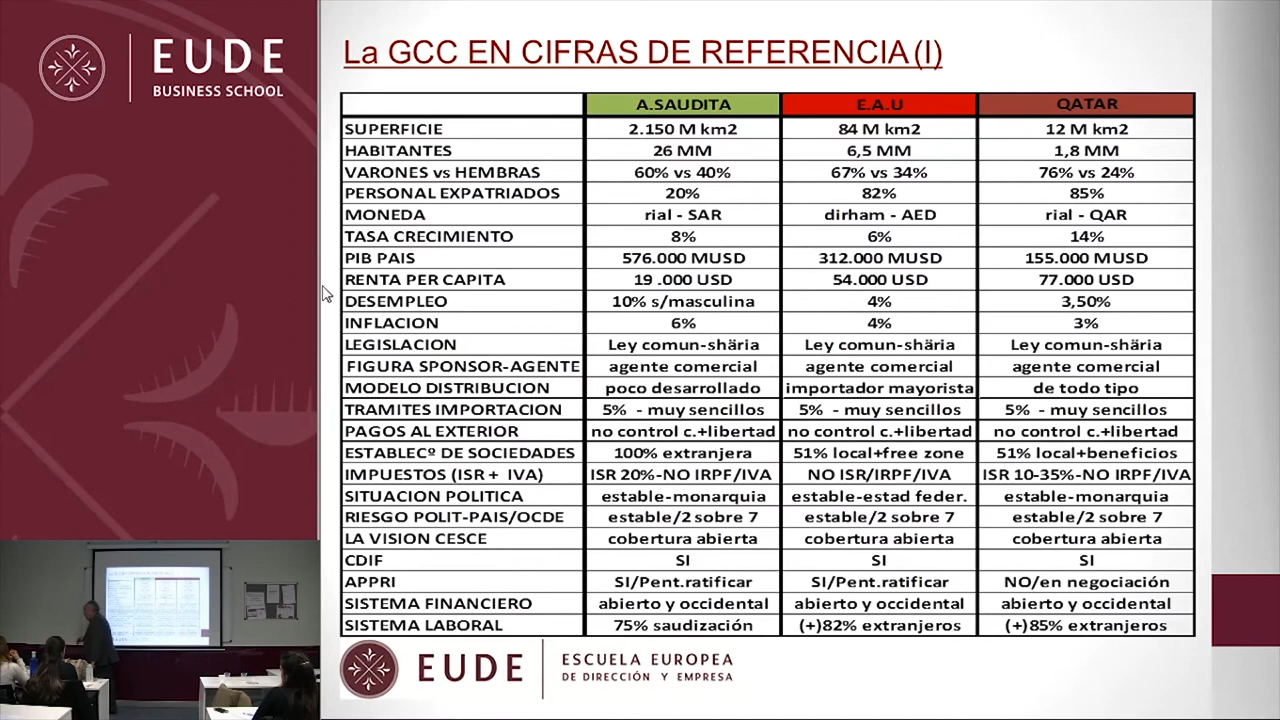 EUDE
BUSINESS SCHOOL
La GCC EN CIFRAS DE REFERENCIA (I)
A.SAUDITA E.A.U QATAR
SUPERFICIE 2.150 M km2 84 M km2 12 M km2
HABITANTES 26 MM 6,5 MM 1,8 MM
VARONES vs HEMBRAS 60% vs 40% 67% vs 34% 76% vs 24%
PERSONAL EXPATRIADOS 20% 82% 85%
MONEDA rial - SAR dirham - AED rial - QAR
TASA CRECIMIENTO 8% 6% 14%
PIB PAIS 576.000 MUSD 312.000 MUSD 155.000 MUSD
RENTA PER CAPITA 19 .000 USD 54.000 USD 77.000 USD
DESEMPLEO 10% s/masculina 4% 3,50%
INFLACION 6% 4% 3%
LEGISLACION Ley comun-shäria Ley comun-shäria Ley comun-shäria
FIGURA SPONSOR-AGENTE agente comercial agente comercial agente comercial
MODELO DISTRIBUCION poco desarrollado importador mayorista de todo tipo
TRAMITES IMPORTACION 5% - muy sencillos 5% - muy sencillos 5% - muy sencillos
PAGOS AL EXTERIOR no control c.+libertad no control c.+libertad no control c.+libertad
ESTABLECº DE SOCIEDADES 100% extranjera 51% local+free zone 51% local+beneficios
IMPUESTOS (ISR + IVA) ISR 20%-NO IRPF/IVA NO ISR/IRPF/IVA ISR 10-35%-NO IRPF/IVA
SITUACION POLITICA estable-monarquia estable-estad feder. estable-monarquia
RIESGO POLIT-PAIS/OCDE estable/2 sobre 7 estable/2 sobre 7 estable/2 sobre 7
LA VISION CESCE cobertura abierta cobertura abierta cobertura abierta
CDIF SI SI SI
APPRI SI/Pent.ratificar SI/Pent.ratificar NO/en negociación
SISTEMA FINANCIERO abierto y occidental abierto y occidental abierto y occidental
SISTEMA LABORAL 75% saudización (+)82% extranjeros (+)85% extranjeros
EUDE
ESCUELA EUROPEA
DE DIRECCIÓN Y EMPRESA